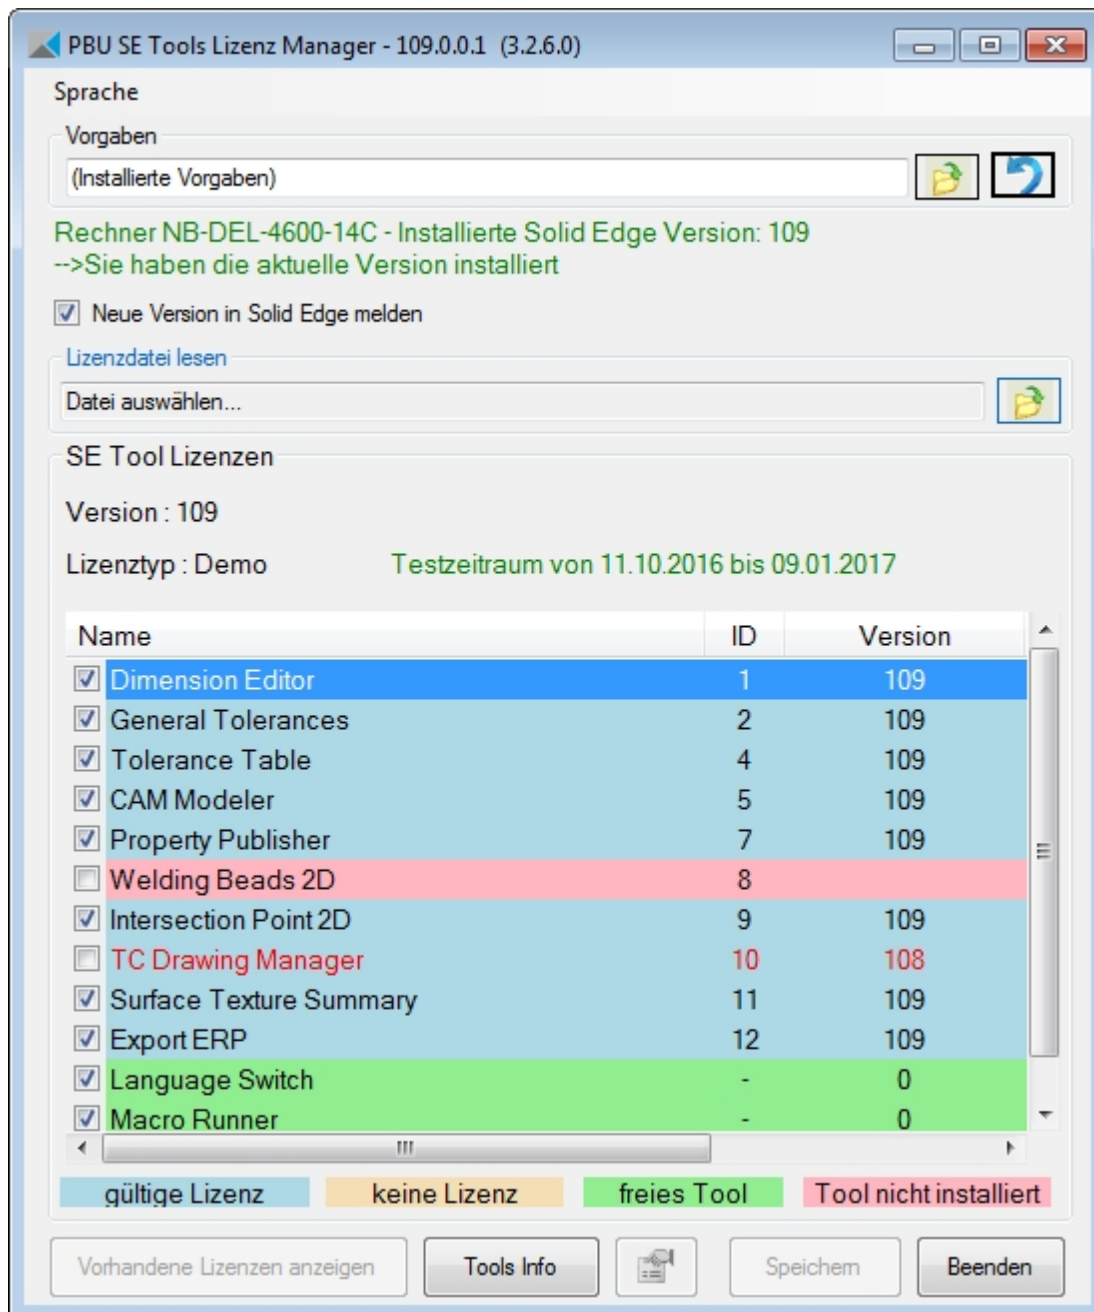 PBU SE Tools Lizenz Manager - 109.0.0.1 (3.2.6.0)
Sprache
Vorgaben
(Installierte Vorgaben)
Rechner NB-DEL-4600-14C - Installierte Solid Edge Version: 109
-->Sie haben die aktuelle Version installiert
Neue Version in Solid Edge melden
Lizenzdatei lesen
Datei auswählen...
SE Tool Lizenzen
Version : 109
Lizenztyp : Demo Testzeitraum von 11.10.2016 bis 09.01.2017
Name ID Version
Dimension Editor 1 109
General Tolerances 2 109
Tolerance Table 4 109
CAM Modeler 5 109
Property Publisher 7 109
Welding Beads 2D 8
Intersection Point 2D 9 109
TC Drawing Manager 10 108
Surface Texture Summary 11 109
Export ERP 12 109
Language Switch - 0
Macro Runner - 0
gültige Lizenz keine Lizenz freies Tool Tool nicht installiert
Vorhandene Lizenzen anzeigen Tools Info Speichern Beenden